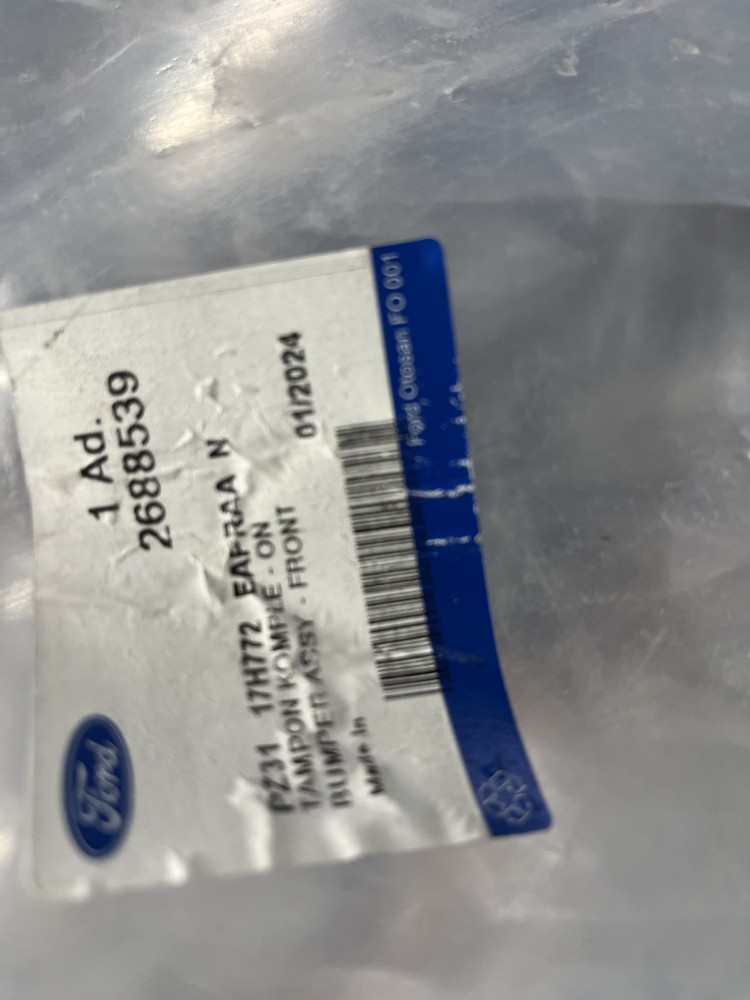 1 Ad.
2688539
Ford
PZ31 17H772 EAFRAA N
TAMPON KOMPLE - ON
BUMPER ASSY - FRONT 01/2024
Made In
Ford Otosan FO 001